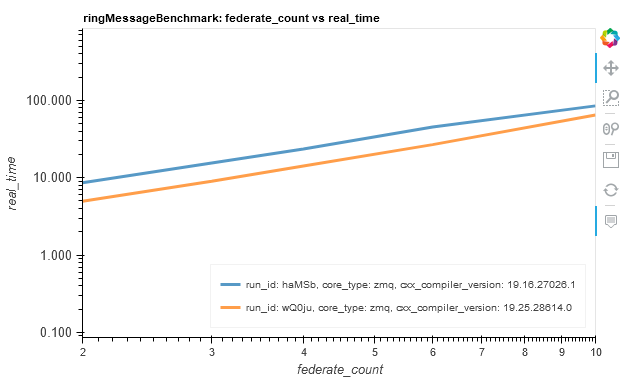 ringMessageBenchmark: federate_count vs real_time
real_time
100.000
10.000
1.000
0.100
run_id: haMSb, core_type: zmq, cxx_compiler_version: 19.16.27026.1
run_id: wQ0ju, core_type: zmq, cxx_compiler_version: 19.25.28614.0
2 3 4 5 6 7 8 9 10
federate_count